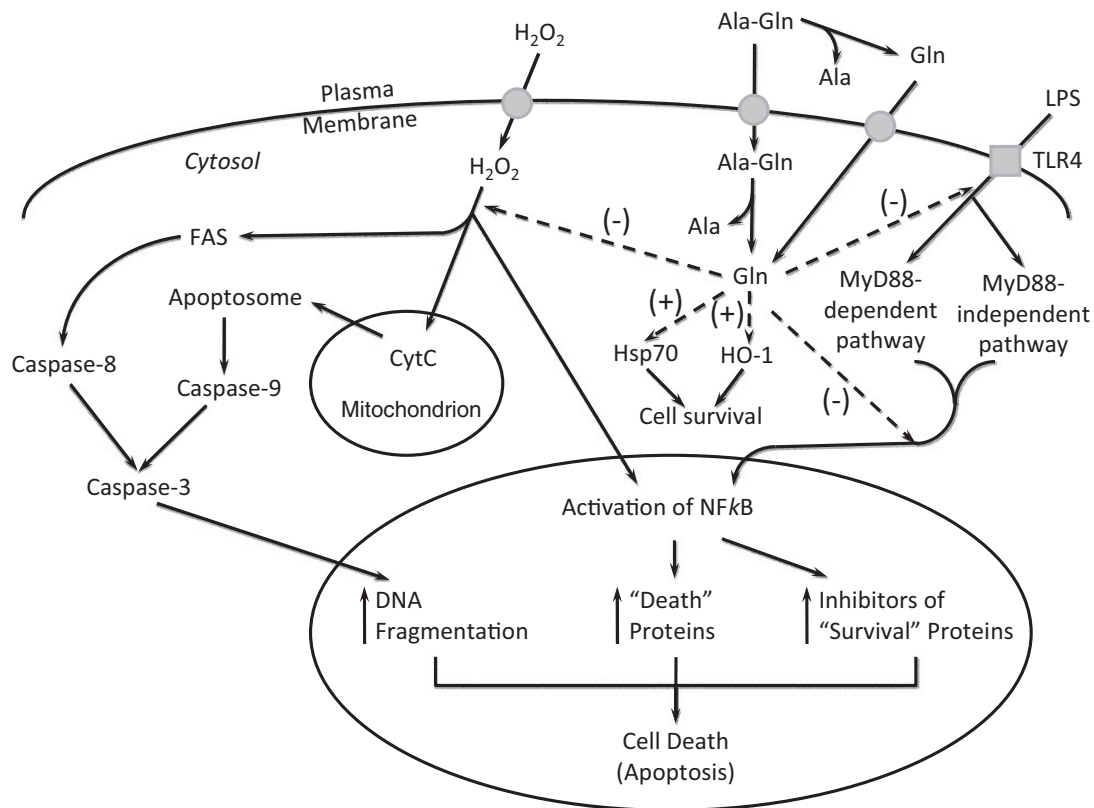 H₂O₂
Ala-Gln
Gln
Ala
Plasma
Membrane
LPS
Cytosol
H₂O₂
Ala-Gln
TLR4
(-)
(-)
FAS
Ala
Gln
Apoptosome
(+)
(+)
MyD88-
dependent
pathway
MyD88-
independent
pathway
Caspase-8
CytC
Hsp70
HO-1
Caspase-9
Mitochondrion
Cell survival
(-)
Caspase-3
Activation of NFkB
DNA
Fragmentation
“Death”
Proteins
Inhibitors of
“Survival” Proteins
Cell Death
(Apoptosis)